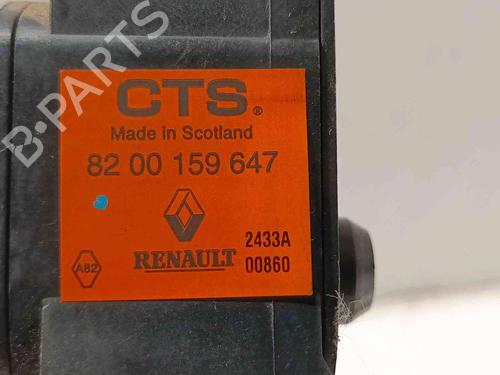 CTS®
Made in Scotland
82 00 159 647
RENAULT
2433A
00860
A82
B-PARTS